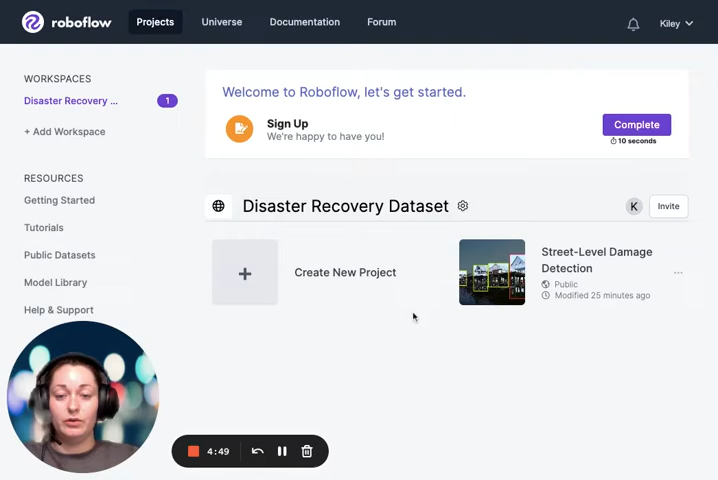 roboflow
Projects
Universe
Documentation
Forum
Kiley
WORKSPACES
Disaster Recovery ...
1
+ Add Workspace
RESOURCES
Getting Started
Tutorials
Public Datasets
Model Library
Help & Support
Welcome to Roboflow, let's get started.
Sign Up
We're happy to have you!
Complete
10 seconds
Disaster Recovery Dataset
K
Invite
+
Create New Project
Street-Level Damage
Detection
Public
Modified 25 minutes ago
...
4:49